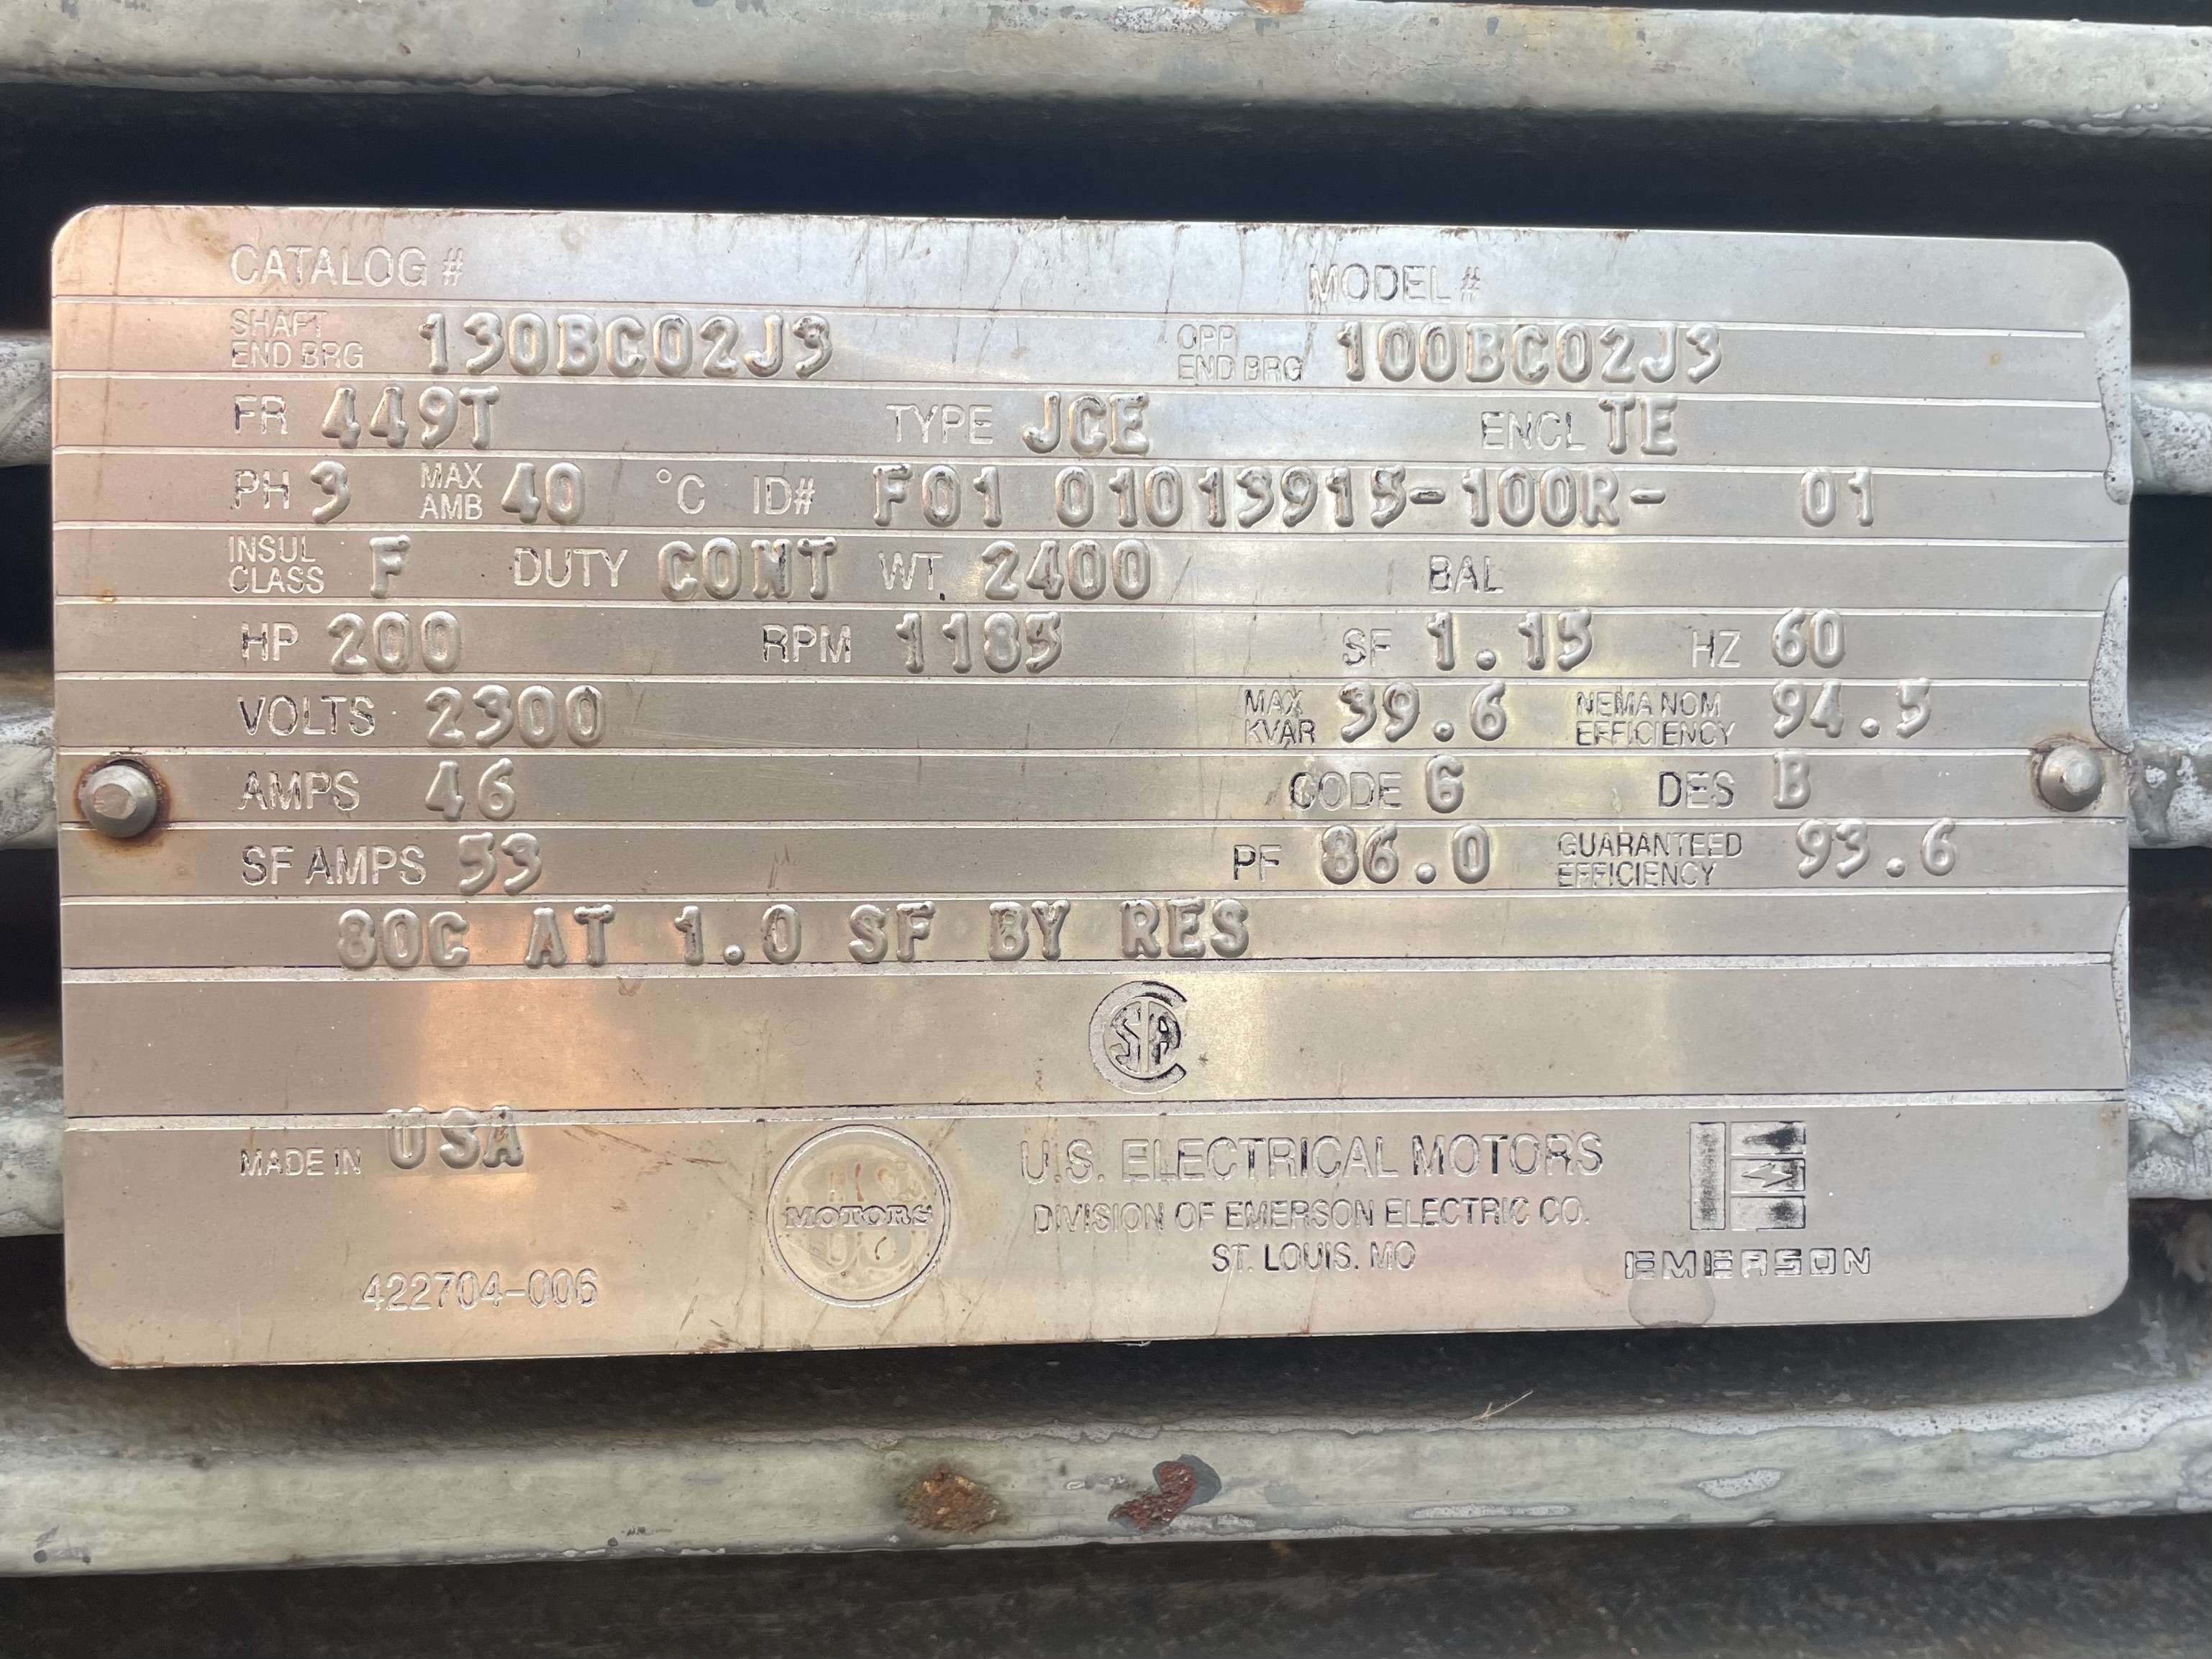 CATALOG # MODEL #
SHAFT END BRG 130BC02J3 OPP END BRG 100BC02J3
FR 449T TYPE JCE ENCL TE
PH 3 MAX AMB 40 °C ID# F01 01013915-100R- 01
INSUL CLASS F DUTY CONT WT. 2400 BAL
HP 200 RPM 1185 SF 1.15 HZ 60
VOLTS 2300 MAX KVAR 39.6 NEMA NOM EFFICIENCY 94.5
AMPS 46 CODE G DES B
SF AMPS 53 PF 86.0 GUARANTEED EFFICIENCY 93.6
80C AT 1.0 SF BY RES
CSA
MADE IN USA
MOTORS
U.S. ELECTRICAL MOTORS
DIVISION OF EMERSON ELECTRIC CO.
ST. LOUIS, MO
EMERSON
422704-006